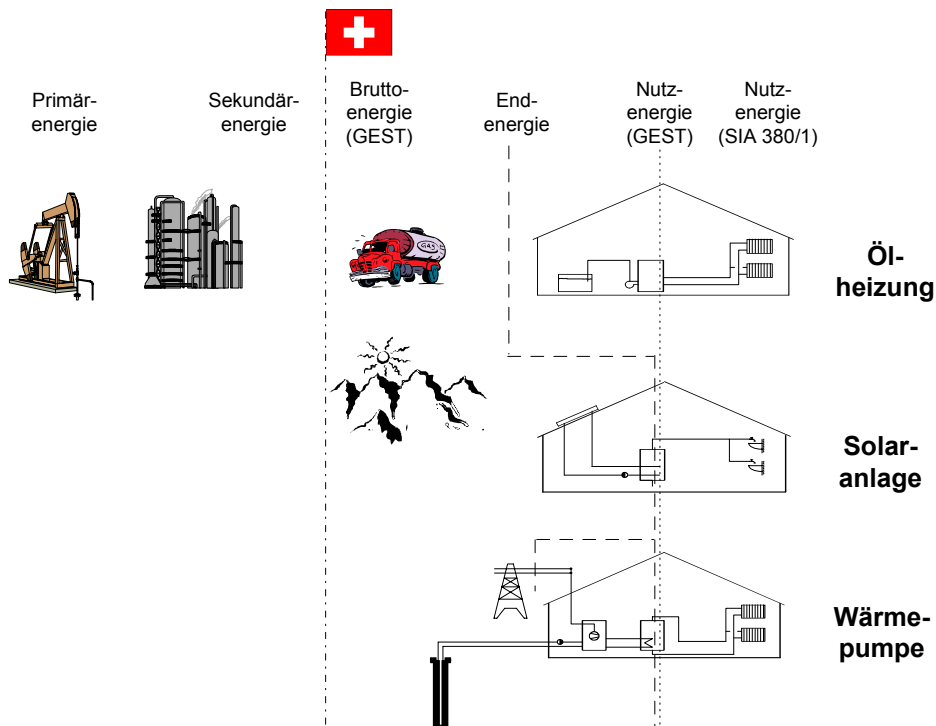 Primär-
energie
Sekundär-
energie
Brutto-
energie
(GEST)
End-
energie
Nutz-
energie
(GEST)
Nutz-
energie
(SIA 380/1)
GAS
Öl-
heizung
Solar-
anlage
Wärme-
pumpe